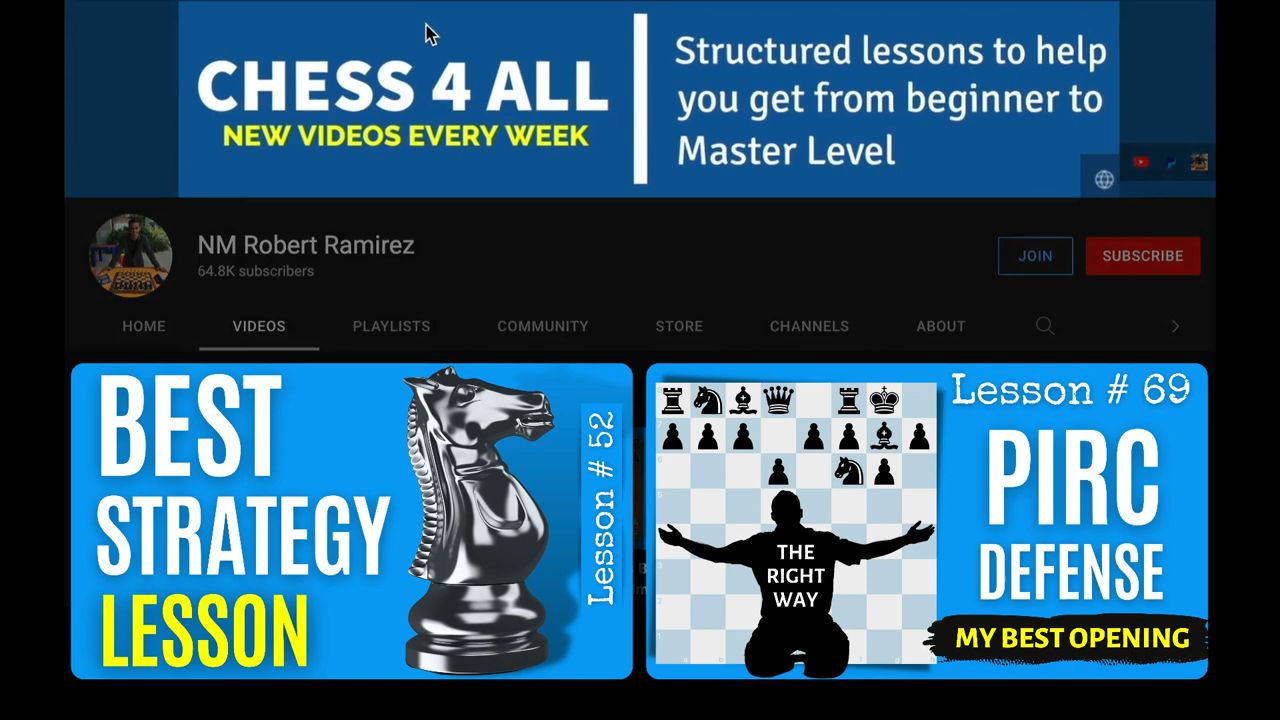 CHESS 4 ALL
NEW VIDEOS EVERY WEEK
Structured lessons to help
you get from beginner to
Master Level
NM Robert Ramirez
64.8K subscribers
JOIN
SUBSCRIBE
HOME
VIDEOS
PLAYLISTS
COMMUNITY
STORE
CHANNELS
ABOUT
BEST
STRATEGY
LESSON
Lesson # 52
Lesson # 69
PIRC
DEFENSE
MY BEST OPENING
THE
RIGHT
WAY